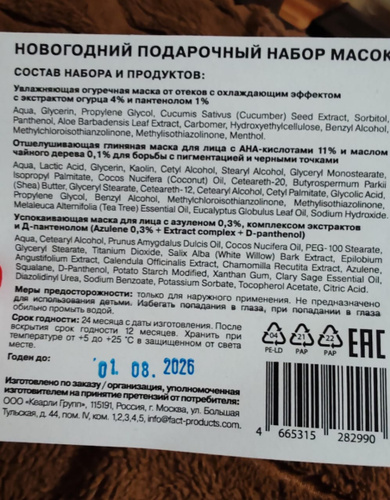 НОВОГОДНИЙ ПОДАРОЧНЫЙ НАБОР МАСОК
СОСТАВ НАБОРА И ПРОДУКТОВ:
Увлажняющая огуречная маска от отеков с охлаждающим эффектом
с экстрактом огурца 4% и пантенолом 1%
Aqua, Glycerin, Propylene Glycol, Cucumis Sativus (Cucumber) Seed Extract, Sorbitol,
Panthenol, Aloe Barbadensis Leaf Extract, Carbomer, Hydroxyethylcellulose, Benzyl Alcohol,
Methylchloroisothiazolinone, Methylisothiazolinone, Menthol.
Отшелушивающая глиняная маска для лица с АНА-кислотами 11% и маслом
чайного дерева 0,1% для борьбы с пигментацией и черными точками
Aqua, Lactic Acid, Glycerin, Kaolin, Cetyl Alcohol, Stearyl Alcohol, Glyceryl Monostearate,
Isopropyl Palmitate, Cocos Nucifera (Coconut) Oil, Ceteareth-20, Butyrospermum Parkii
(Shea) Butter, Glyceryl Stearate, Ceteareth-12, Cetearyl Alcohol, Cetyl Palmitate, Glycolic Acid,
Propylene Glycol, Benzyl Alcohol, Methylchloroisothiazolinone, Methylisothiazolinone,
Melaleuca Alternifolia (Tea Tree) Essential Oil, Eucalyptus Globulus Leaf Oil, Sodium Hydroxide.
Успокаивающая маска для лица с азуленом 0,3%, комплексом экстрактов
и Д-пантенолом (Azulene 0,3% + Extract complex + D-panthenol)
Aqua, Cetearyl Alcohol, Prunus Amygdalus Dulcis Oil, Cocos Nucifera Oil, PEG-100 Stearate,
Glyceryl Stearate, Titanium Dioxide, Salix Alba (White Willow) Bark Extract, Epilobium
Angustifolium Extract, Calendula Officinalis Extract, Chamomilla Recutita Extract, Azulene,
Squalane, D-Panthenol, Potato Starch Modified, Xanthan Gum, Clary Sage Essential Oil
Diazolidinyl Urea, Sodium Benzoate, Potassium Sorbate, Tocopheryl Acetate, Citric Acid.
Меры предосторожности: только для наружного применения. Не предназначено
для использования детьми. Избегать попадания в глаза, при попадании в глаза
обильно промыть водой.
Срок годности: 24 месяца с даты изготовления. После
вскрытия срок годности 12 месяцев. Хранить при
температуре от +5 до +25 °С в защищенном от света
месте.
Годен до: 01. 08. 2026
04 PE-LD
21 PAP
22 PAP
EAC
Изготовлено по заказу / организация, уполномоченная
изготовителем на принятие претензий от потребителя:
ООО «Кеарли Групп», 115191, Россия, г. Москва, ул. Большая
Тульская, д. 44, пом. IV, ком. 1,2,3,4,5, info@fact-products.com.
4 665315 282990